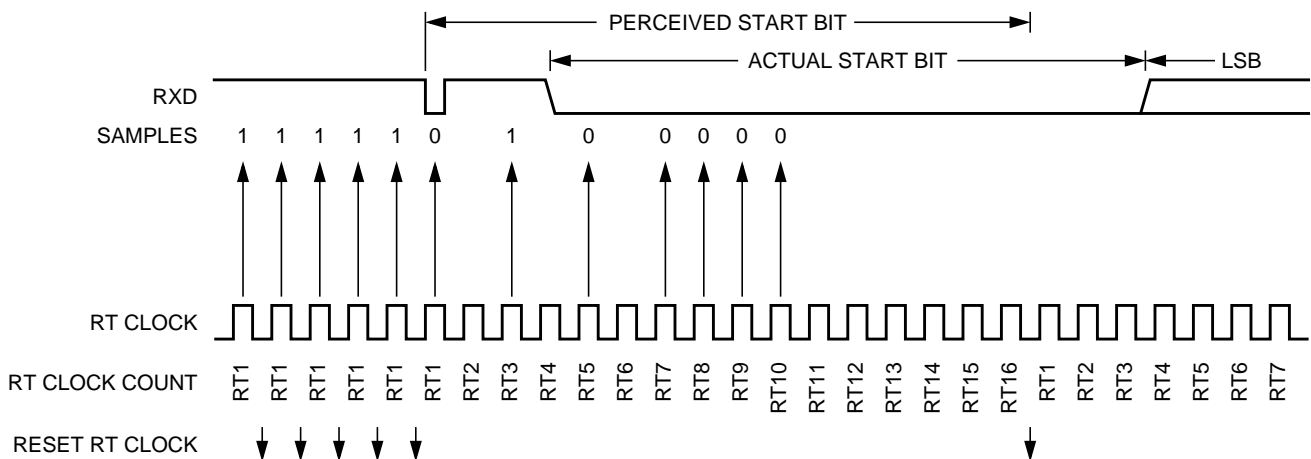 PERCEIVED START BIT
ACTUAL START BIT
LSB
RXD
SAMPLES 1 1 1 1 1 0 1 0 0 0 0 0
RT CLOCK
RT CLOCK COUNT RT1 RT1 RT1 RT1 RT1 RT1 RT2 RT3 RT4 RT5 RT6 RT7 RT8 RT9 RT10 RT11 RT12 RT13 RT14 RT15 RT16 RT1 RT2 RT3 RT4 RT5 RT6 RT7
RESET RT CLOCK